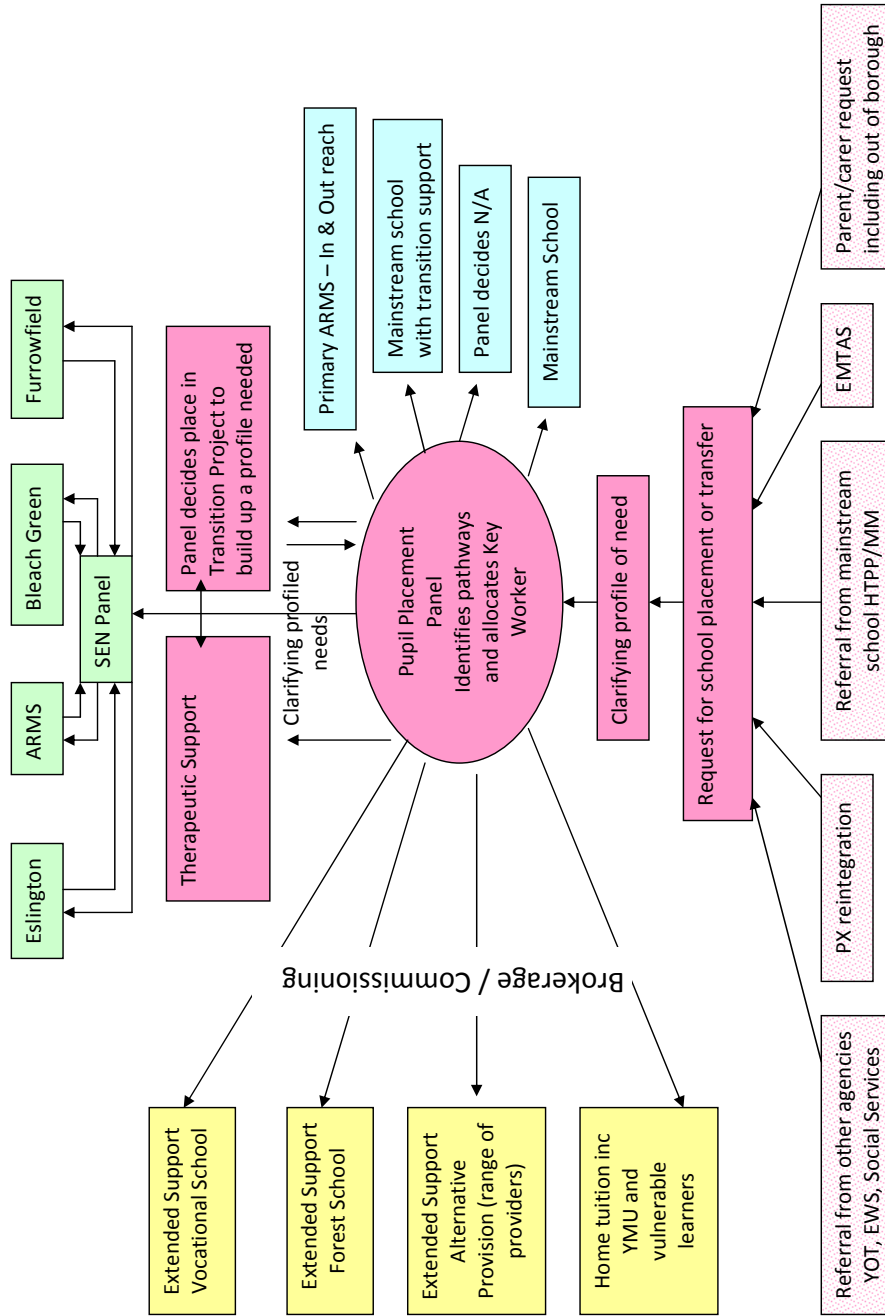 Eslington
ARMS
Bleach Green
Furrowfield
SEN Panel
Therapeutic Support
Panel decides place in
Transition Project to
build up a profile needed
Clarifying profiled
needs
Primary ARMS – In & Out reach
Mainstream school
with transition support
Panel decides N/A
Mainstream School
Pupil Placement
Panel
Identifies pathways
and allocates Key
Worker
Brokerage / Commissioning
Extended Support
Vocational School
Extended Support
Forest School
Extended Support
Alternative
Provision (range of
providers)
Home tuition inc
YMU and
vulnerable
learners
Clarifying profile of need
Request for school placement or transfer
Referral from other agencies
YOT, EWS, Social Services
PX reintegration
Referral from mainstream
school HTPP/MM
EMTAS
Parent/carer request
including out of borough